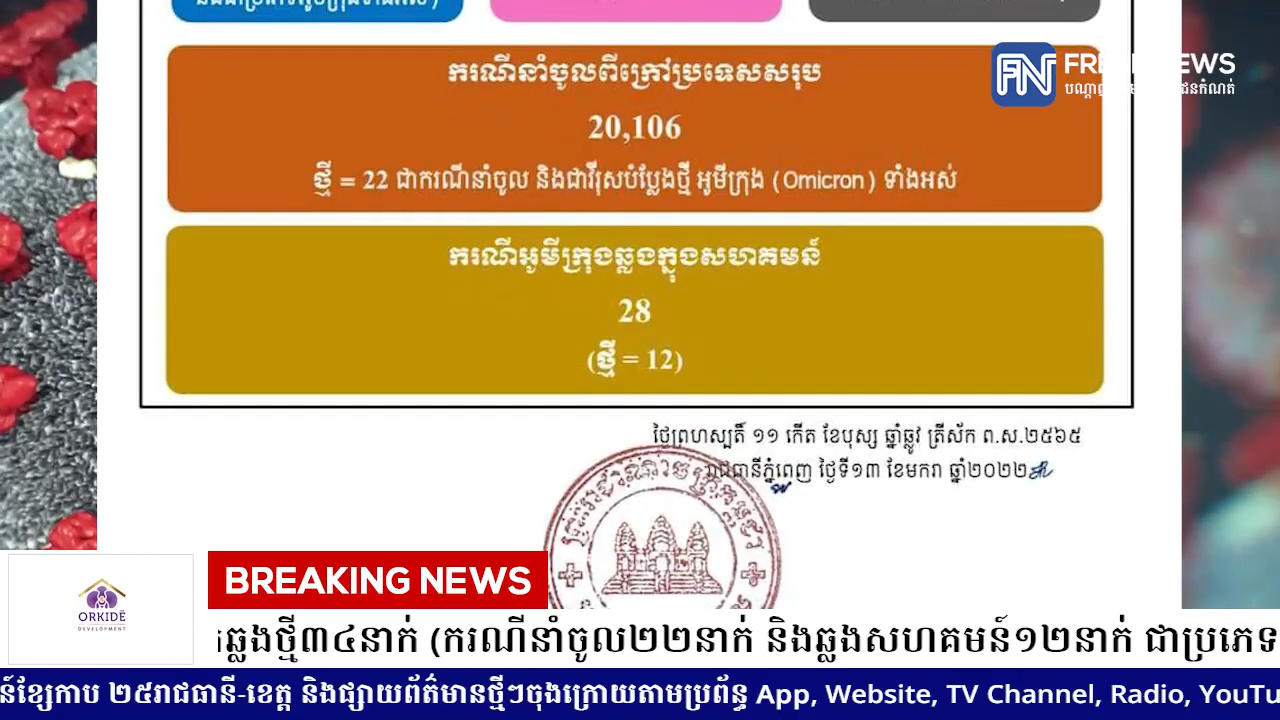 ករណីនាំចូលពីក្រៅប្រទេសសរុប
20,106
ថ្មី = 22 ជាករណីនាំចូល និងជាវីរុសបំប្លែងថ្មី អូមីក្រុង (Omicron) ទាំងអស់
NEWS
ករណីអូមីក្រុងឆ្លងក្នុងសហគមន៍
28
(ថ្មី = 12)
ថ្ងៃព្រហស្បតិ៍ ១១ កើត ខែបុស្ស ឆ្នាំឆ្លូវ ត្រីស័ក ព.ស.២៥៦៥
រាជធានីភ្នំពេញ ថ្ងៃទី១៣ ខែមករា ឆ្នាំ២០២២
BREAKING NEWS
ORKIDĒ
DEVELOPMENT
ឆ្លងថ្មី៣៤នាក់ (ករណីនាំចូល២២នាក់ និងឆ្លងសហគមន៍១២នាក់ ជាប្រភេទ
ន៍ខ្សែកាប ២៥រាជធានី-ខេត្ត និងផ្សាយព័ត៌មានថ្មីៗចុងក្រោយតាមប្រព័ន្ធ App, Website, TV Channel, Radio, YouTu